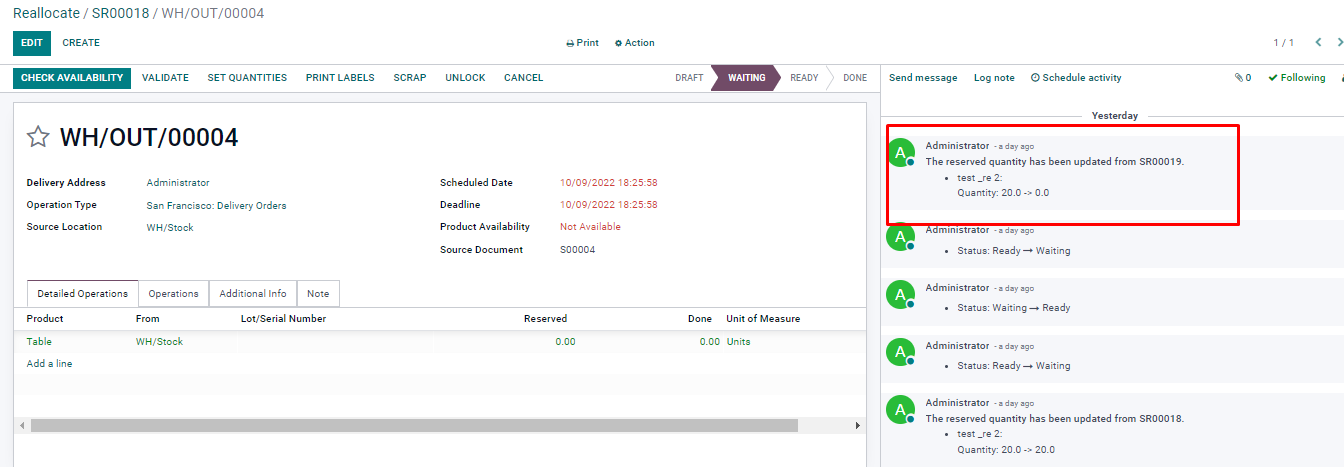 Reallocate / SR00018 / WH/OUT/00004
EDIT CREATE Print Action 1 / 1
CHECK AVAILABILITY VALIDATE SET QUANTITIES PRINT LABELS SCRAP UNLOCK CANCEL DRAFT WAITING READY DONE
Send message Log note Schedule activity 0 Following
WH/OUT/00004
Delivery Address Administrator
Operation Type San Francisco: Delivery Orders
Source Location WH/Stock
Scheduled Date 10/09/2022 18:25:58
Deadline 10/09/2022 18:25:58
Product Availability Not Available
Source Document S00004
Detailed Operations Operations Additional Info Note
Product From Lot/Serial Number Reserved Done Unit of Measure
Table WH/Stock 0.00 0.00 Units
Add a line
Yesterday
A
Administrator - a day ago
The reserved quantity has been updated from SR00019.
• test _re 2:
Quantity: 20.0 -> 0.0
A
Administrator - a day ago
• Status: Ready → Waiting
A
Administrator - a day ago
• Status: Waiting → Ready
A
Administrator - a day ago
• Status: Ready → Waiting
A
Administrator - a day ago
The reserved quantity has been updated from SR00018.
• test _re 2:
Quantity: 20.0 -> 20.0